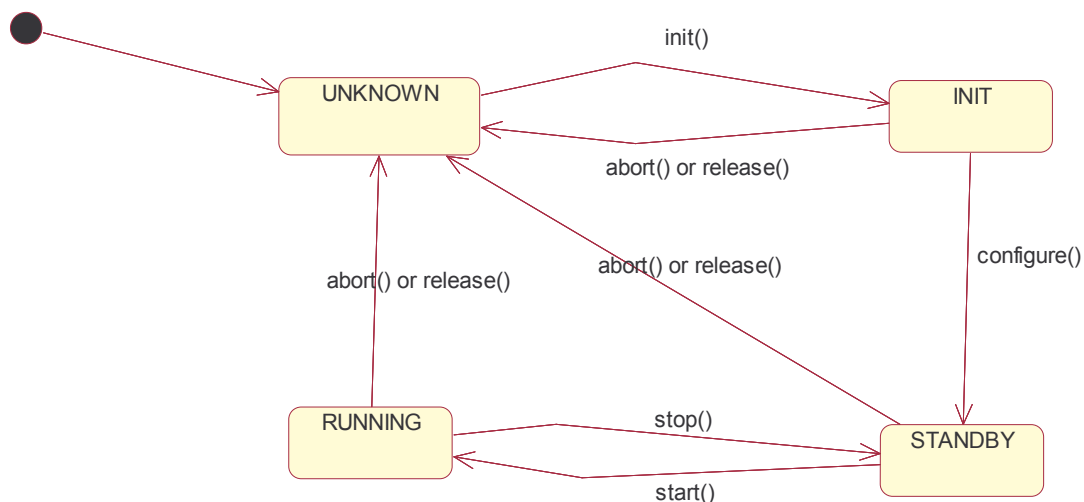 init()
UNKNOWN
INIT
abort() or release()
configure()
abort() or release()
abort() or release()
RUNNING
stop()
STANDBY
start()